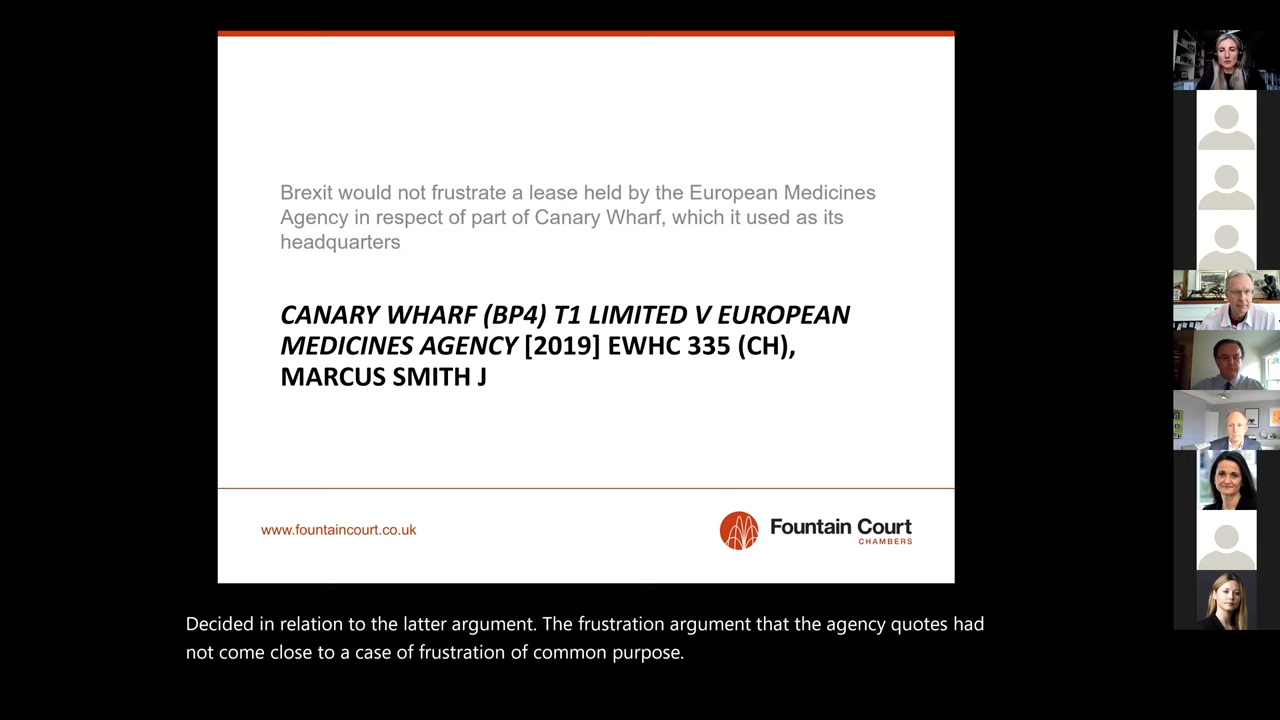 Brexit would not frustrate a lease held by the European Medicines
Agency in respect of part of Canary Wharf, which it used as its
headquarters
CANARY WHARF (BP4) T1 LIMITED V EUROPEAN
MEDICINES AGENCY [2019] EWHC 335 (CH),
MARCUS SMITH J
www.fountaincourt.co.uk
Fountain Court
CHAMBERS
Decided in relation to the latter argument. The frustration argument that the agency quotes had
not come close to a case of frustration of common purpose.